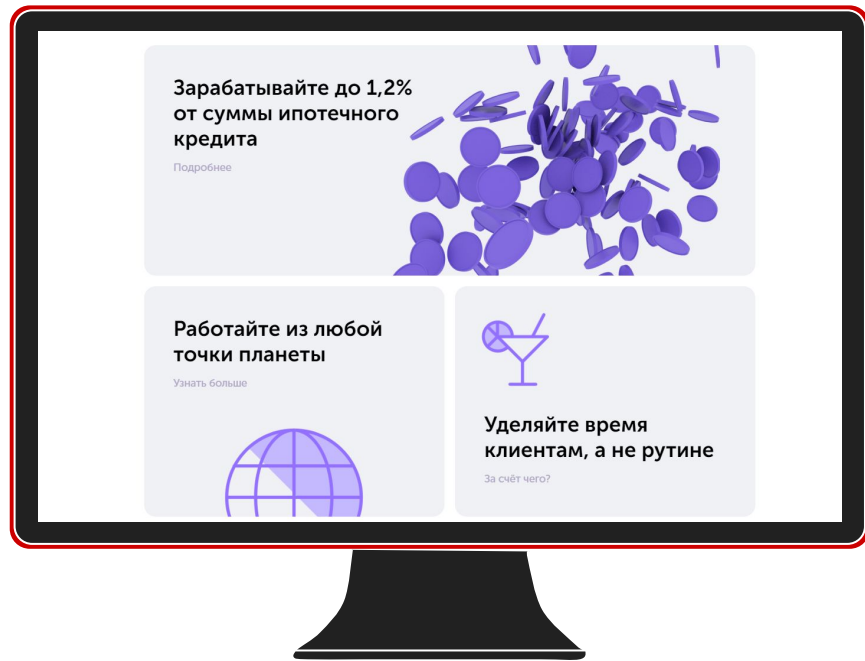 Зарабатывайте до 1,2%
от суммы ипотечного
кредита
Подробнее
Работайте из любой
точки планеты
Узнать больше
Уделяйте время
клиентам, а не рутине
За счёт чего?